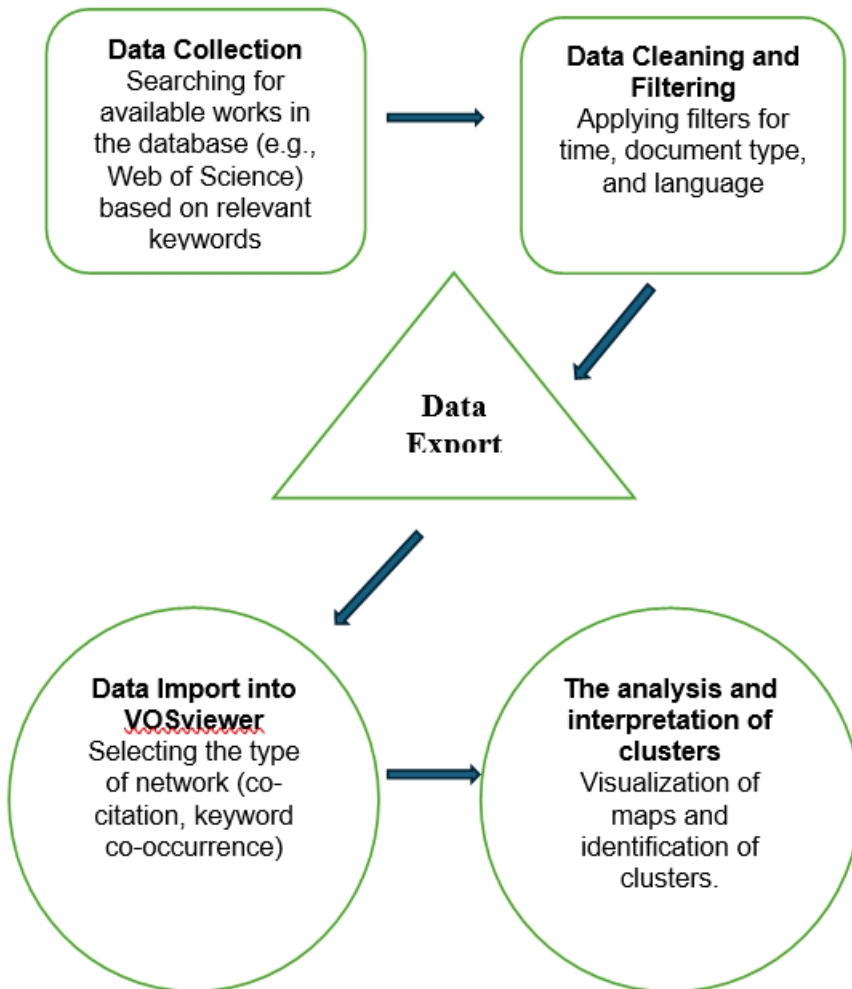 Data Collection
Searching for
available works in
the database (e.g.,
Web of Science)
based on relevant
keywords
Data Cleaning and
Filtering
Applying filters for
time, document type,
and language
Data
Export
Data Import into
VOSviewer
Selecting the type
of network (co-
citation, keyword
co-occurrence)
The analysis and
interpretation of
clusters
Visualization of
maps and
identification of
clusters.